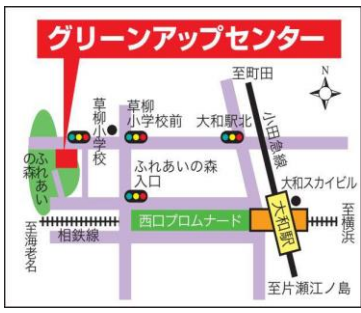 グリーンアップセンター
至町田
N
草柳
小学校
草柳
小学校前
大和駅北
小田急線
ふれあい
の森
ふれあいの森
入口
大和スカイビル
西口プロムナード
大和駅
至横浜
至海老名
相鉄線
至片瀬江ノ島